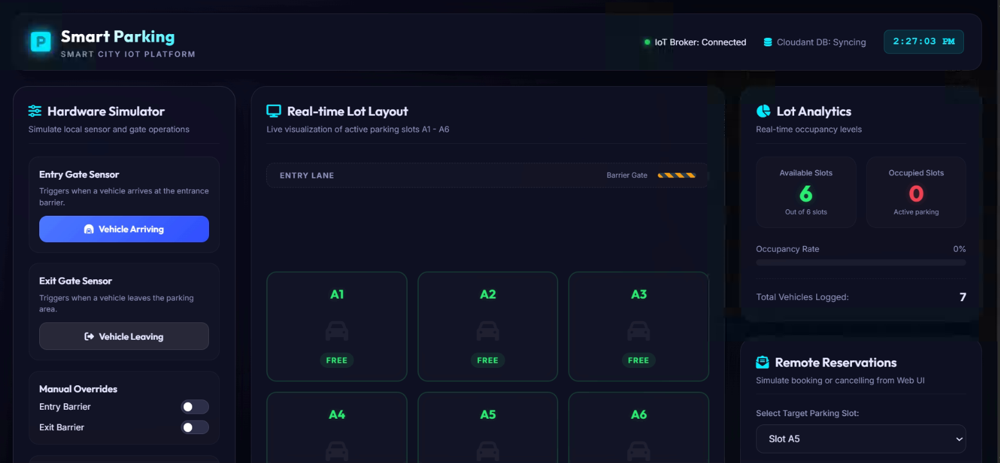 P
Smart Parking
SMART CITY IOT PLATFORM
IoT Broker: Connected
Cloudant DB: Syncing
2:27:03 PM
Hardware Simulator
Simulate local sensor and gate operations
Entry Gate Sensor
Triggers when a vehicle arrives at the entrance
barrier.
Vehicle Arriving
Exit Gate Sensor
Triggers when a vehicle leaves the parking
area.
Vehicle Leaving
Manual Overrides
Entry Barrier
Exit Barrier
Real-time Lot Layout
Live visualization of active parking slots A1 - A6
ENTRY LANE
Barrier Gate
A1
FREE
A2
FREE
A3
FREE
A4
A5
A6
Lot Analytics
Real-time occupancy levels
Available Slots
6
Out of 6 slots
Occupied Slots
0
Active parking
Occupancy Rate
0%
Total Vehicles Logged:
7
Remote Reservations
Simulate booking or cancelling from Web UI
Select Target Parking Slot:
Slot A5